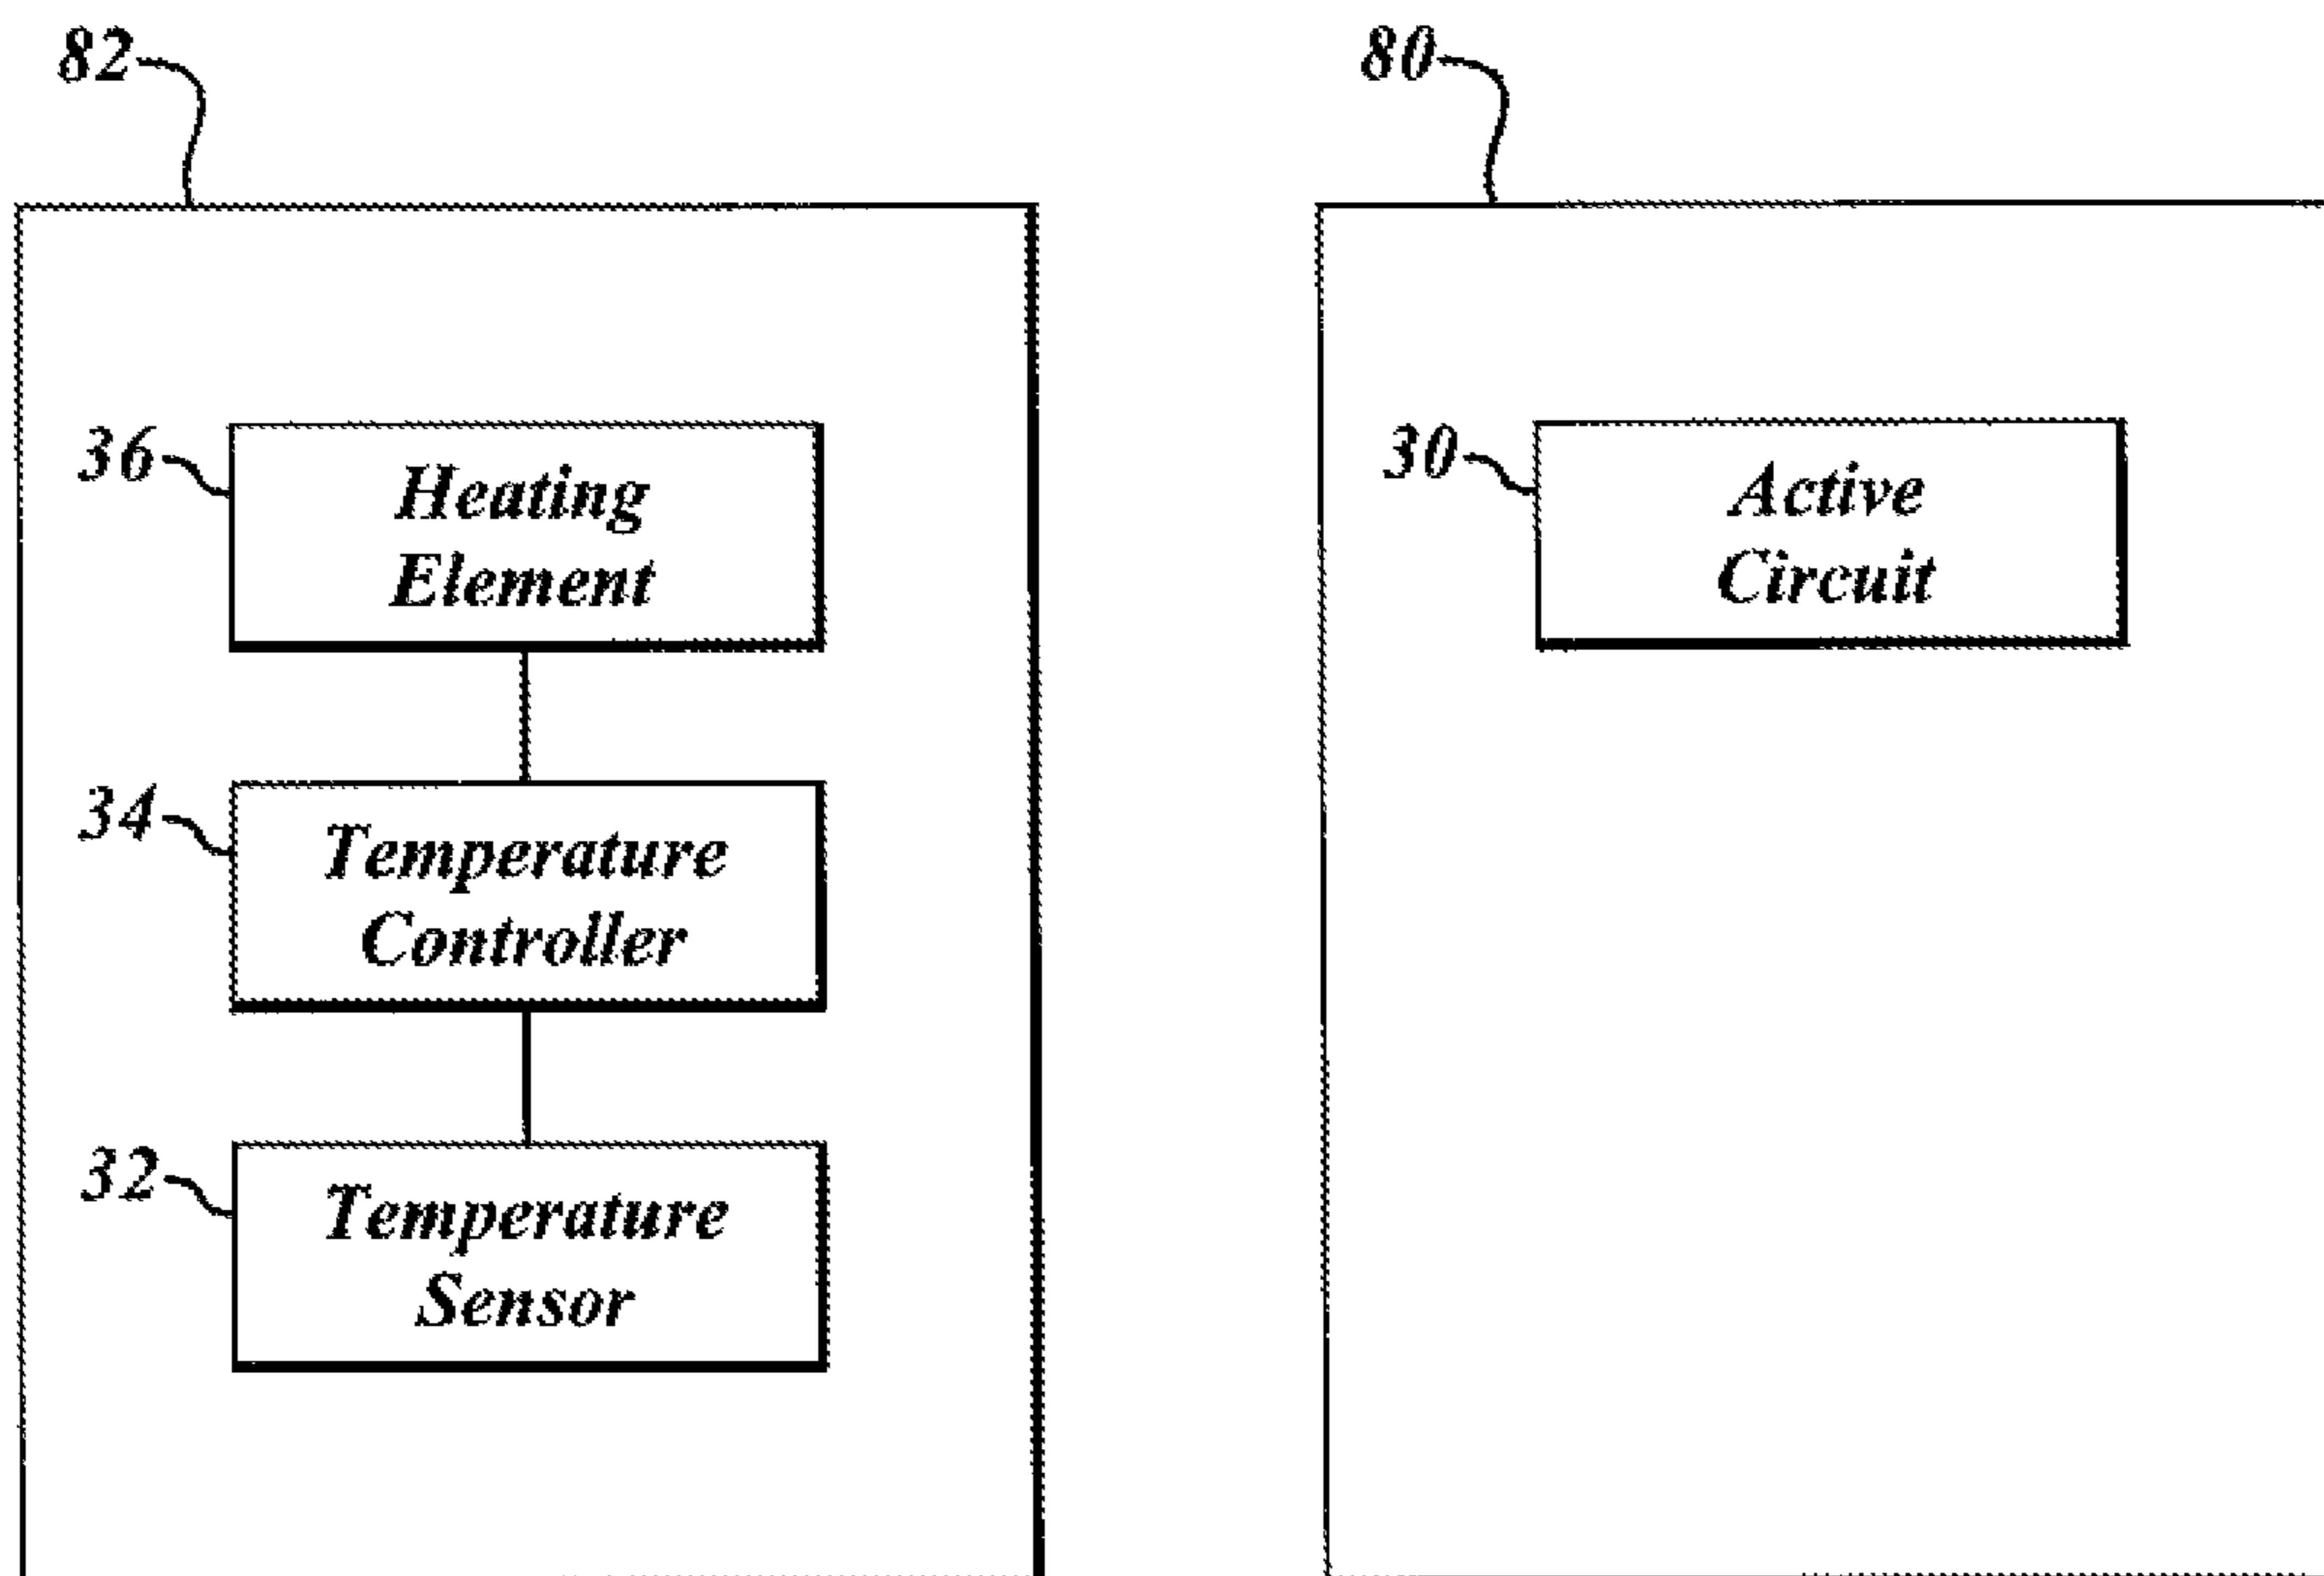 82
80
36
Heating
Element
30
Active
Circuit
34
Temperature
Controller
32
Temperature
Sensor